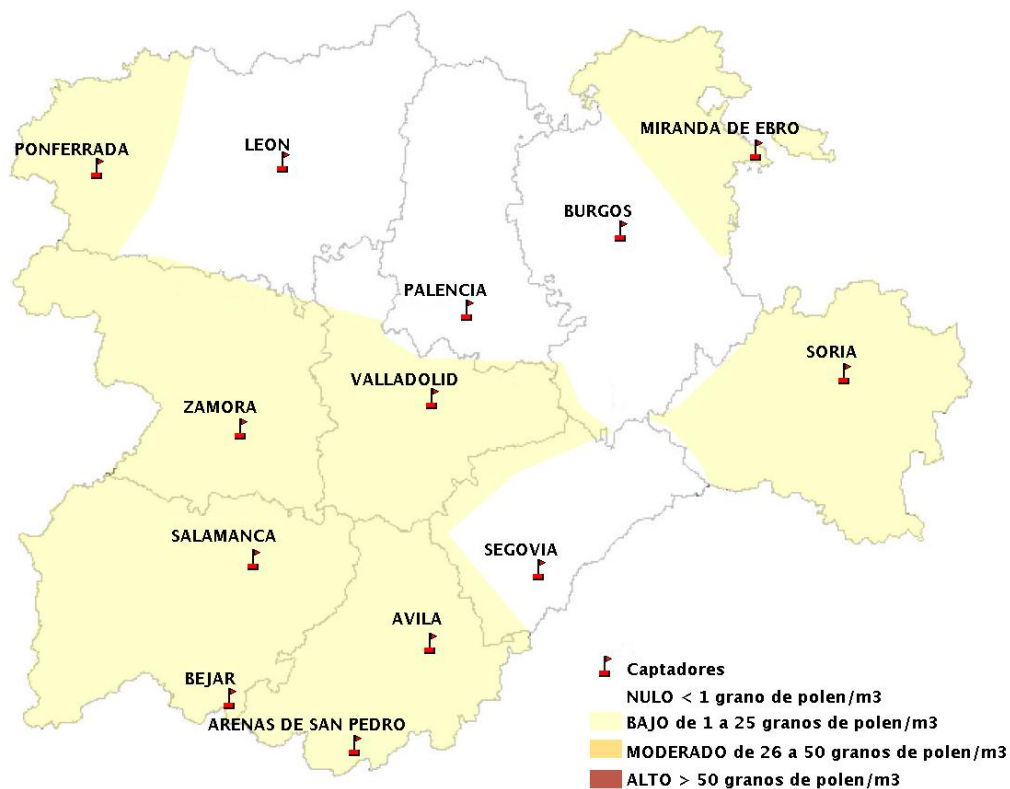 MIRANDA DE EBRO
PONFERRADA
LEON
BURGOS
PALENCIA
SORIA
VALLADOLID
ZAMORA
SALAMANCA
SEGOVIA
AVILA
BEJAR
ARENAS DE SAN PEDRO
Captadores
NULO < 1 grano de polen/m3
BAJO de 1 a 25 granos de polen/m3
MODERADO de 26 a 50 granos de polen/m3
ALTO > 50 granos de polen/m3